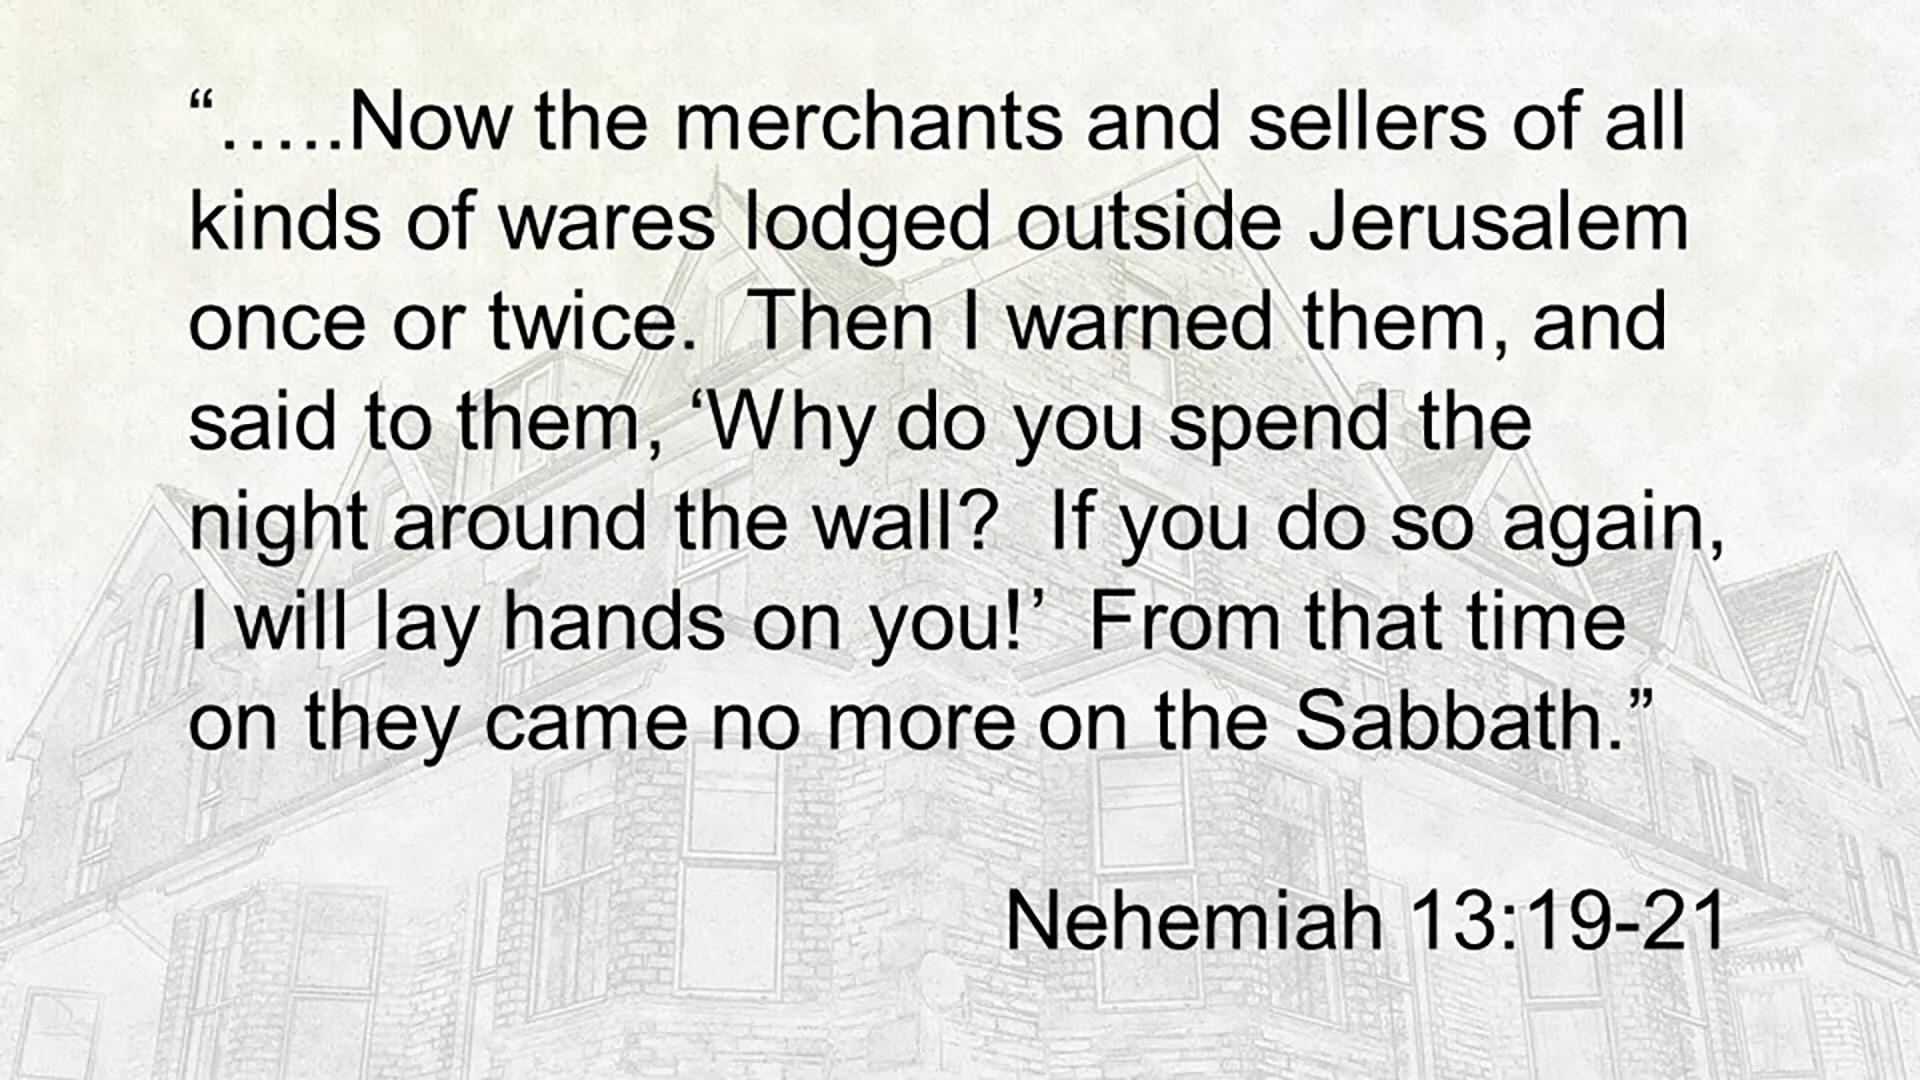 “…..Now the merchants and sellers of all
kinds of wares lodged outside Jerusalem
once or twice.  Then I warned them, and
said to them, ‘Why do you spend the
night around the wall?  If you do so again,
I will lay hands on you!’  From that time
on they came no more on the Sabbath.”
Nehemiah 13:19-21